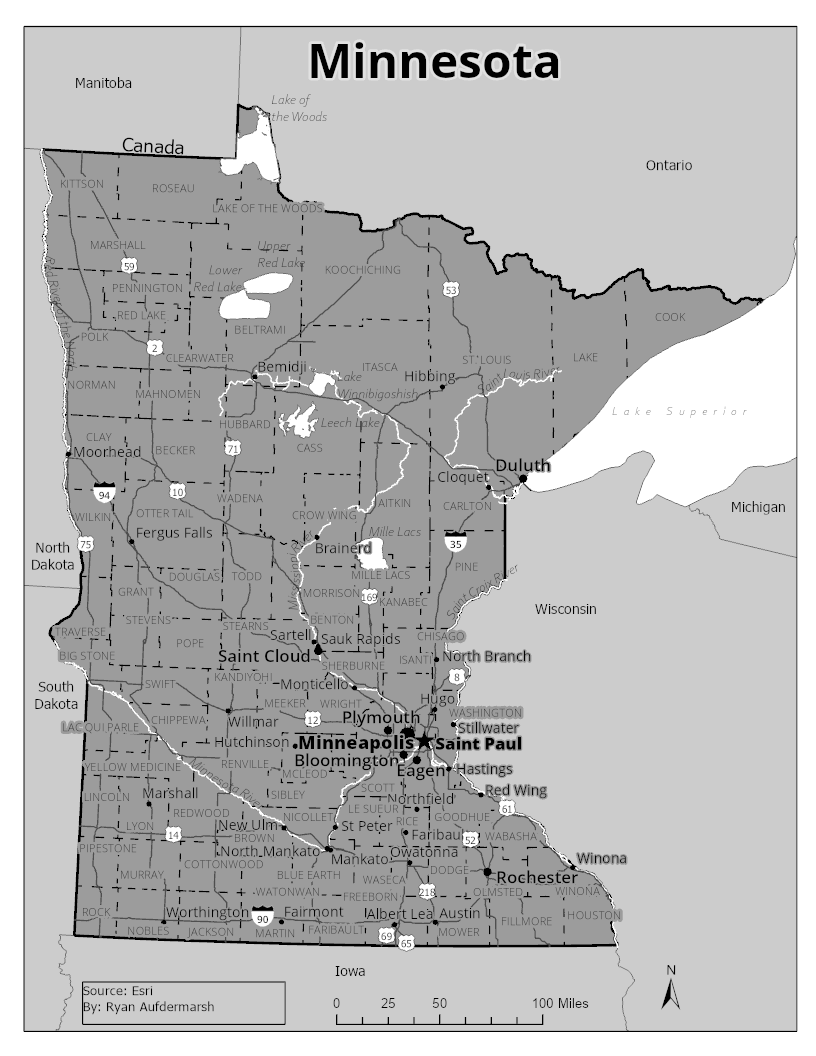 Minnesota
Manitoba
Lake of
the Woods
Canada
Ontario
KITTSON
ROSEAU
LAKE OF THE WOODS
MARSHALL
Upper
Red Lake
59
Lower
Red Lake
KOOCHICHING
Red River of the North
PENNINGTON
53
RED LAKE
COOK
BELTRAMI
POLK
2
CLEARWATER
ST LOUIS
LAKE
Bemidji
ITASCA
Hibbing
Saint Louis River
Lake
Winnibigoshish
NORMAN
MAHNOMEN
Lake Superior
HUBBARD
Leech Lake
CLAY
CASS
71
Moorhead
BECKER
Duluth
Cloquet
94
10
WADENA
AITKIN
CARLTON
Michigan
WILKIN
OTTER TAIL
CROW WING
Fergus Falls
Mille Lacs
75
Brainerd
35
North
Dakota
PINE
DOUGLAS
TODD
MILLE LACS
Mississippi R
Saint Croix River
GRANT
MORRISON
169
KANABEC
Wisconsin
STEVENS
BENTON
STEARNS
TRAVERSE
Sartell
Sauk Rapids
CHISAGO
POPE
BIG STONE
Saint Cloud
ISANTI
North Branch
SHERBURNE
SWIFT
KANDIYOHI
Monticello
8
South
Dakota
MEEKER
WRIGHT
Hugo
CHIPPEWA
Willmar
12
Plymouth
WASHINGTON
LAC QUI PARLE
Stillwater
Hutchinson
Minneapolis
Saint Paul
YELLOW MEDICINE
RENVILLE
Bloomington
MCLEOD
Eagen
Hastings
Minnesota River
LINCOLN
Marshall
SIBLEY
SCOTT
Red Wing
REDWOOD
LE SUEUR
Northfield
61
NICOLLET
GOODHUE
LYON
14
New Ulm
St Peter
RICE
Faribau
52
WABASHA
PIPESTONE
BROWN
North Mankato
Mankato
Owatonna
Winona
COTTONWOOD
MURRAY
BLUE EARTH
WASECA
DODGE
Rochester
WATONWAN
FREEBORN
218
OLMSTED
WINONA
ROCK
Worthington
90
Fairmont
Albert Lea
Austin
HOUSTON
NOBLES
JACKSON
MARTIN
FARIBAULT
69
65
MOWER
FILLMORE
Iowa
N
Source: Esri
By: Ryan Aufdermarsh
0 25 50 100 Miles